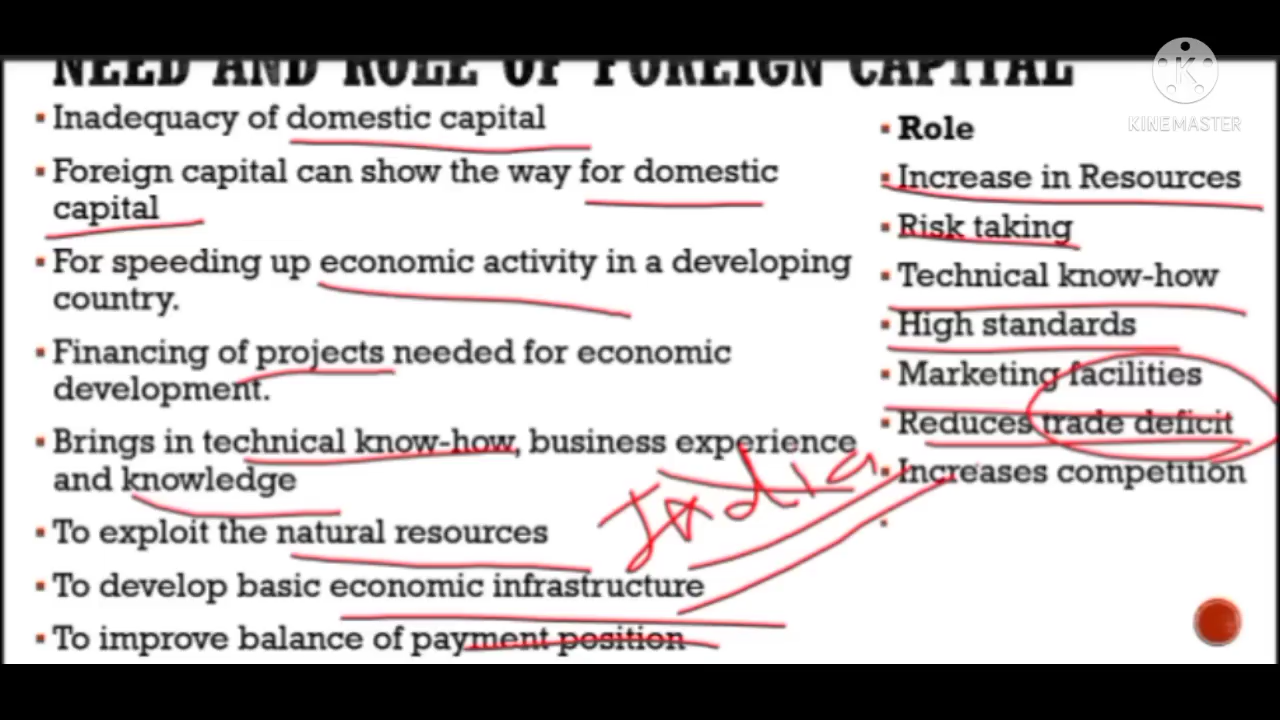 NEED AND ROLE OF FOREIGN CAPITAL
KINEMASTER
▪ Inadequacy of domestic capital
▪ Foreign capital can show the way for domestic
capital
▪ For speeding up economic activity in a developing
country.
▪ Financing of projects needed for economic
development.
▪ Brings in technical know-how, business experience
and knowledge
▪ To exploit the natural resources
▪ To develop basic economic infrastructure
▪ To improve balance of payment position
India
▪ Role
▪ Increase in Resources
▪ Risk taking
▪ Technical know-how
▪ High standards
▪ Marketing facilities
▪ Reduces trade deficit
▪ Increases competition